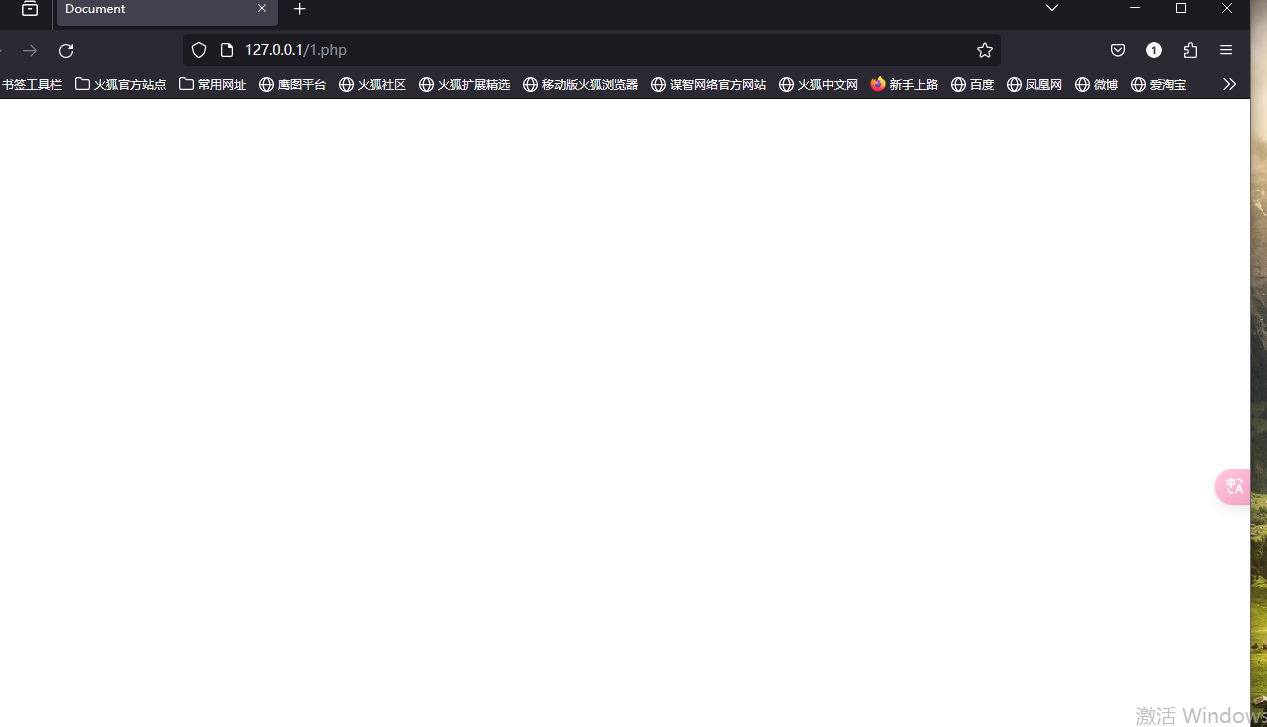 Document
127.0.0.1/1.php
1
书签工具栏 火狐官方站点 常用网址 鹰图平台 火狐社区 火狐扩展精选 移动版火狐浏览器 谋智网络官方网站 火狐中文网 新手上路 百度 凤凰网 微博 爱淘宝
中A
激活 Windows